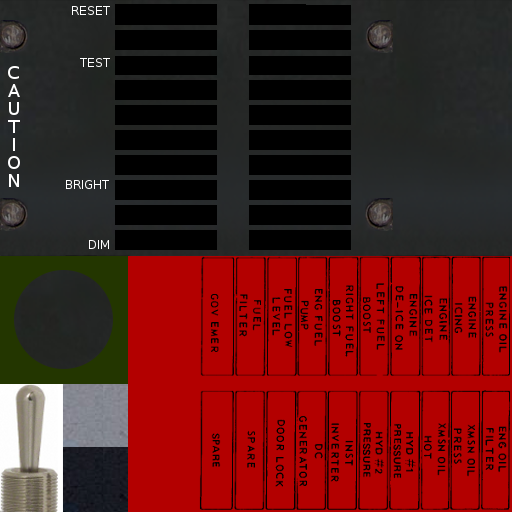 RESET
TEST
CAUTION
BRIGHT
DIM
ENGINE OIL
PRESS
ENGINE
ICING
ENGINE
ICE DET
ENGINE
DE-ICE ON
LEFT FUEL
BOOST
RIGHT FUEL
BOOST
ENG FUEL
PUMP
FUEL LOW
LEVEL
FUEL
FILTER
GOV EMER
ENG OIL
FILTER
XMSN OIL
PRESS
XMSN OIL
HOT
HYD #1
PRESSURE
HYD #2
PRESSURE
INST
INVERTER
DC
GENERATOR
DOOR LOCK
SPARE
SPARE